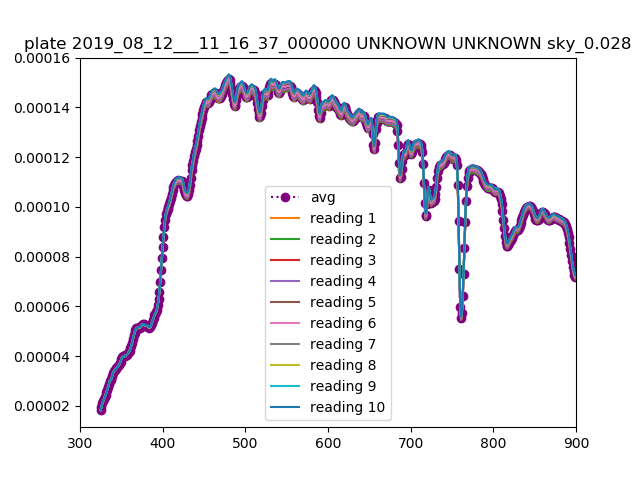 plate 2019_08_12___11_16_37_000000 UNKNOWN UNKNOWN sky_0.028
0.00016
0.00014
0.00012
0.00010
0.00008
0.00006
0.00004
0.00002
300 400 500 600 700 800 900
avg
reading 1
reading 2
reading 3
reading 4
reading 5
reading 6
reading 7
reading 8
reading 9
reading 10